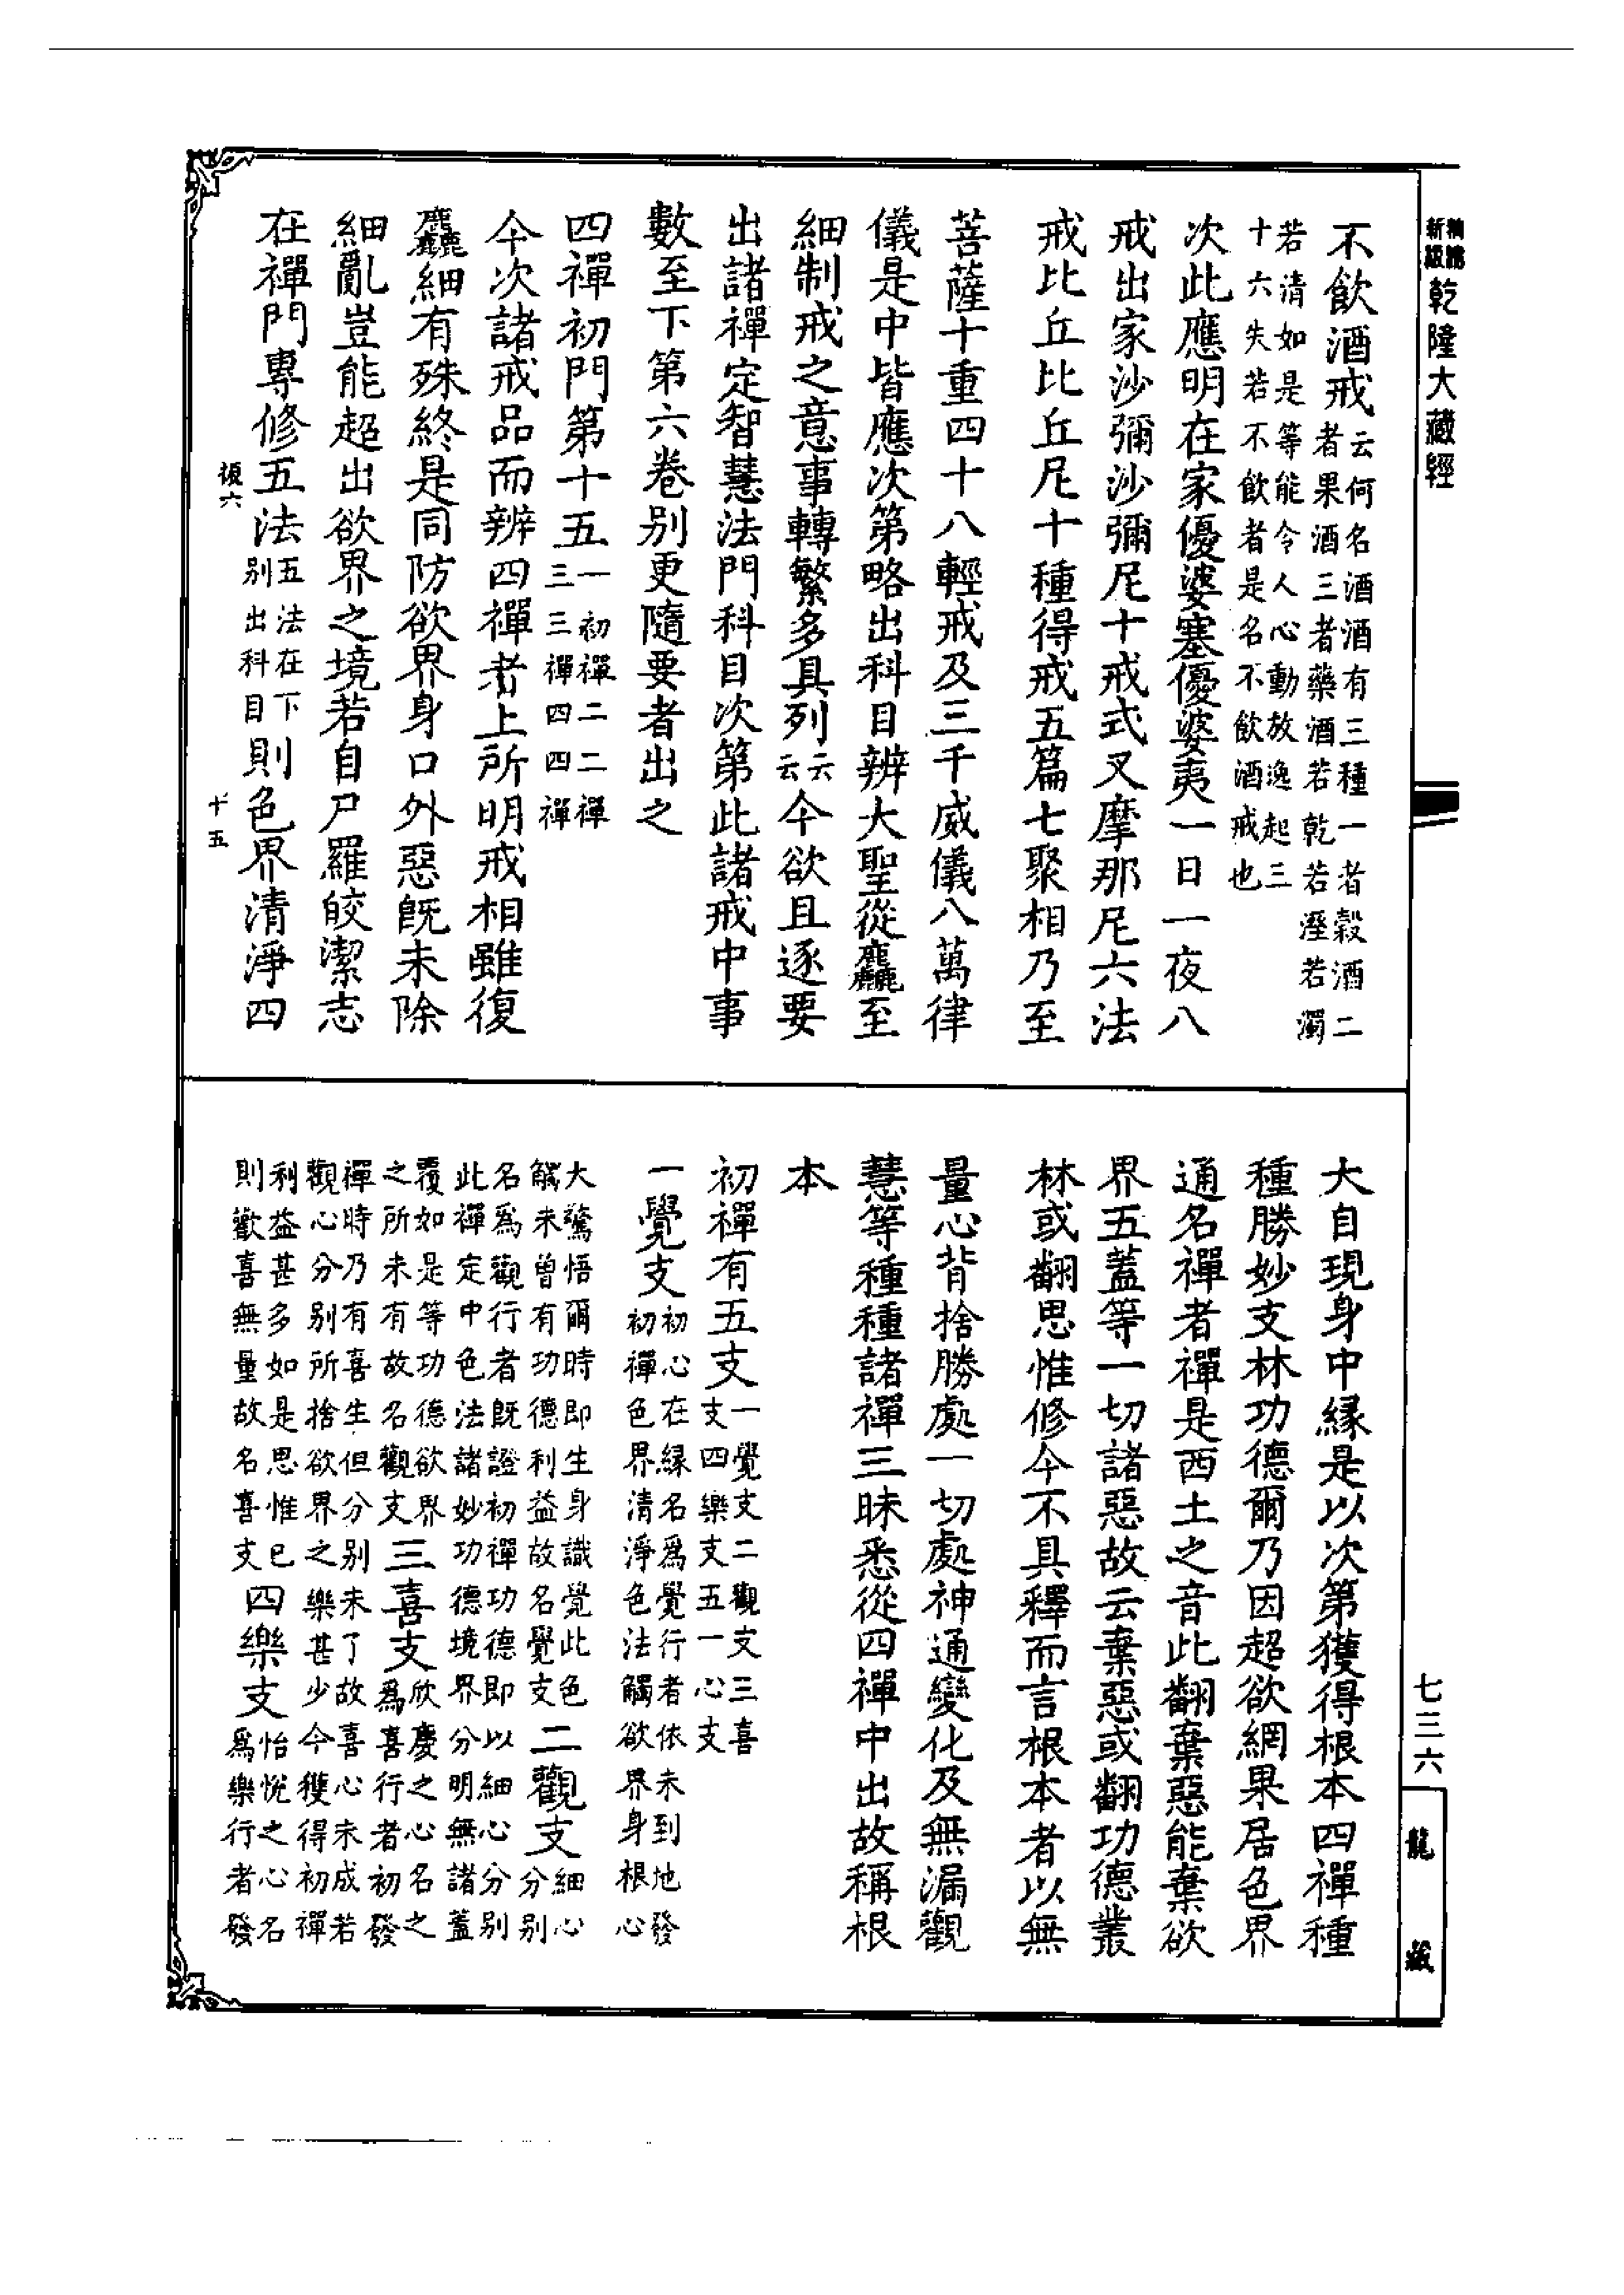 乾隆大藏經
不飲酒戒云何名酒酒有三種一者穀酒二者果酒三者藥酒若乾若溼若濁
若清如是等能令人心動放逸起三十六失若不飲者是名不飲酒戒也
次此應明在家優婆塞優婆夷一日一夜八
戒出家沙彌沙彌尼十戒式叉摩那尼六法
戒比丘比丘尼十種得戒五篇七聚相乃至
菩薩十重四十八輕戒及三千威儀八萬律
儀是中皆應次第略出科目辨大聖從麤至
細制戒之意事轉繁多具列云云今欲且逐要
出諸禪定智慧法門科目次第此諸戒中事
數至下第六卷別更隨要者出之
四禪初門第十五一初禪二二禪三三禪四四禪
今次諸戒品而辨四禪者上所明戒相雖復
麤細有殊終是同防欲界身口外惡旣未除
細亂豈能超出欲界之境若自尸羅皎潔志
在禪門專修五法五法在下別出科目則色界清淨四
復六
十五
大自現身中緣是以次第獲得根本四禪種
種勝妙支林功德爾乃因超欲網果居色界
通名禪者禪是西土之音此翻棄惡能棄欲
界五蓋等一切諸惡故云棄惡或翻功德叢
林或翻思惟修今不具釋而言根本者以無
量心背捨勝處一切處神通變化及無漏觀
慧等種種諸禪三昧悉從四禪中出故稱根
本
初禪有五支一覺支二觀支三喜支四樂支五一心支
一覺支初心在緣名爲覺行者依未到地發初禪色界清淨色法觸欲界身根心
大驚悟爾時即生身識覺此色觸未曾有功德利益故名覺支二觀支細心分別
名爲觀行者旣證初禪功德即以細心分別此禪定中色法諸妙功德境界分明無諸蓋
覆如是等功德欲界之所未有故名觀支三喜支欣慶之心名之爲喜行者初發
禪時乃有喜生但分別未了故喜心未成若觀心分別所捨欲界之樂甚少今獲得初禪
利益甚多如是思惟已則歡喜無量故名喜支四樂支怡悅之心名爲樂行者發
七三六
龍藏